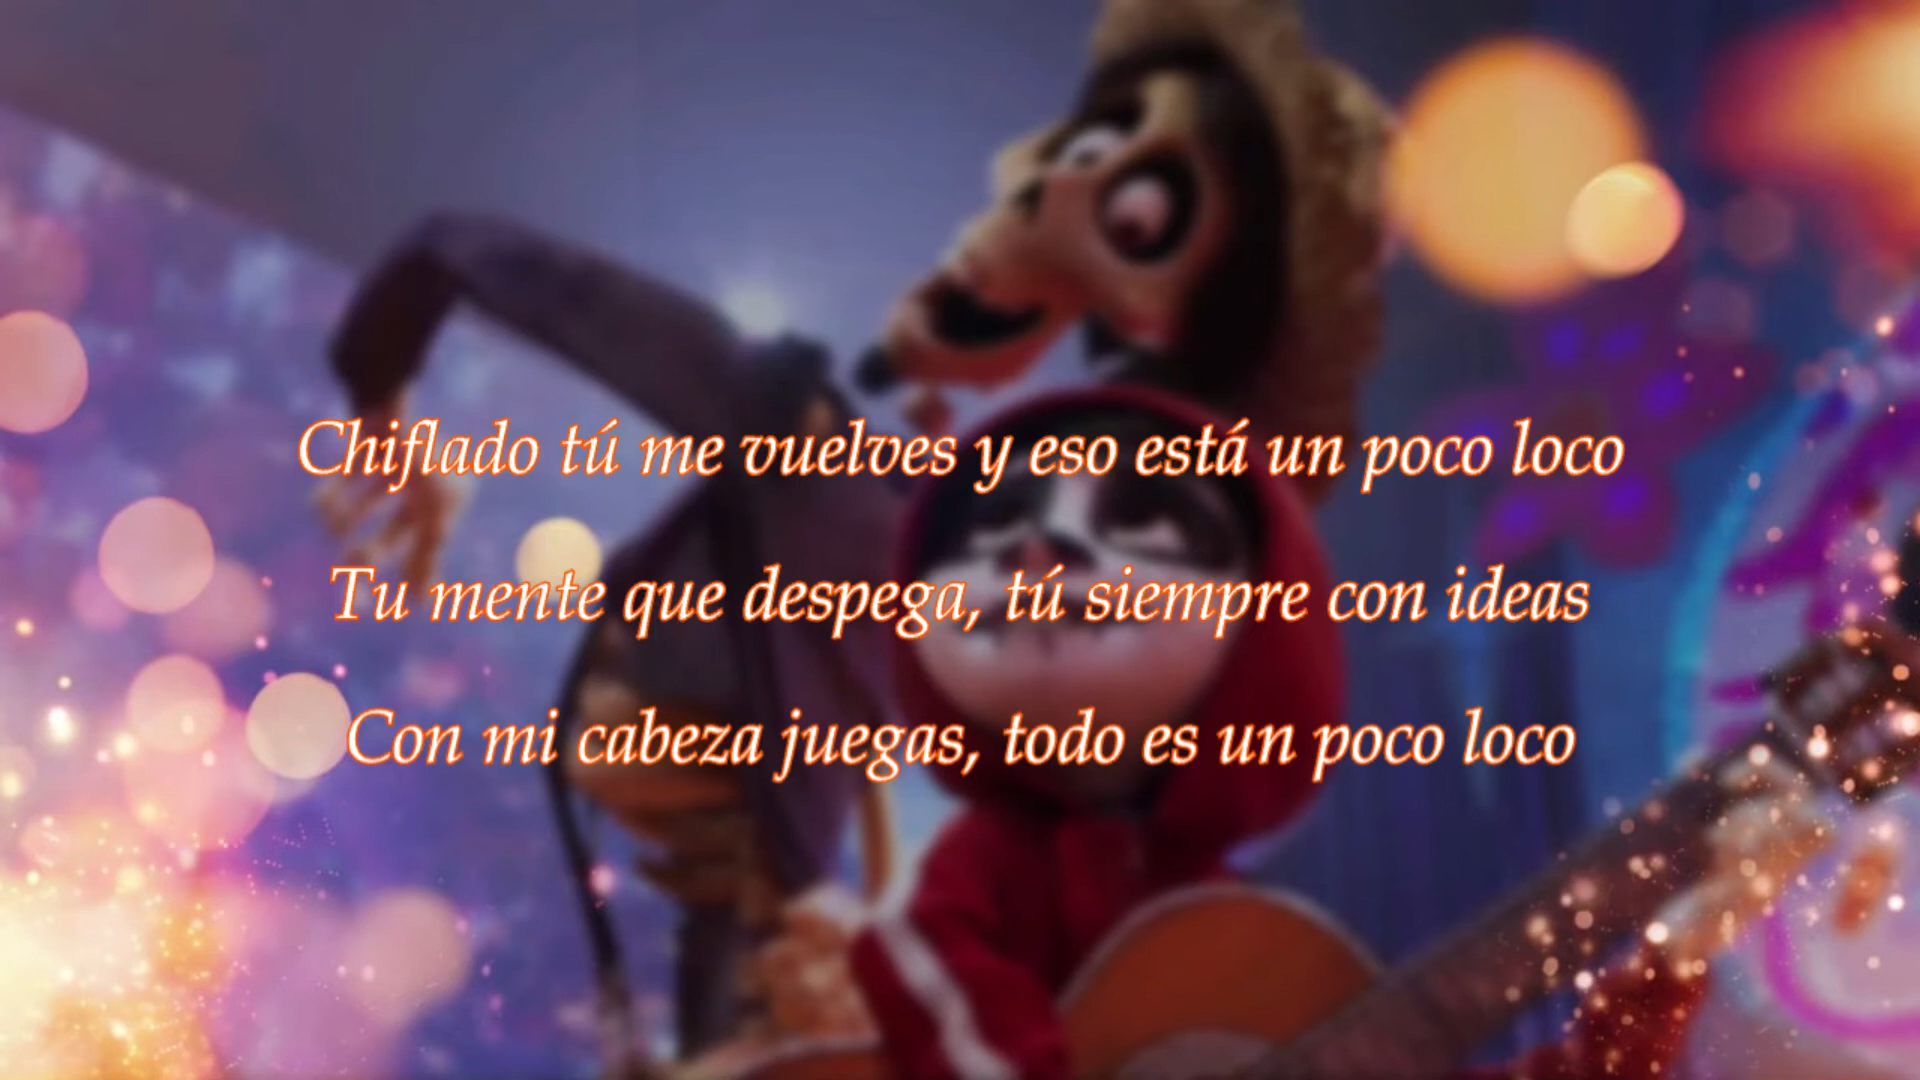 Chiflado tú me vuelves y eso está un poco loco
Tu mente que despega, tú siempre con ideas
Con mi cabeza juegas, todo es un poco loco